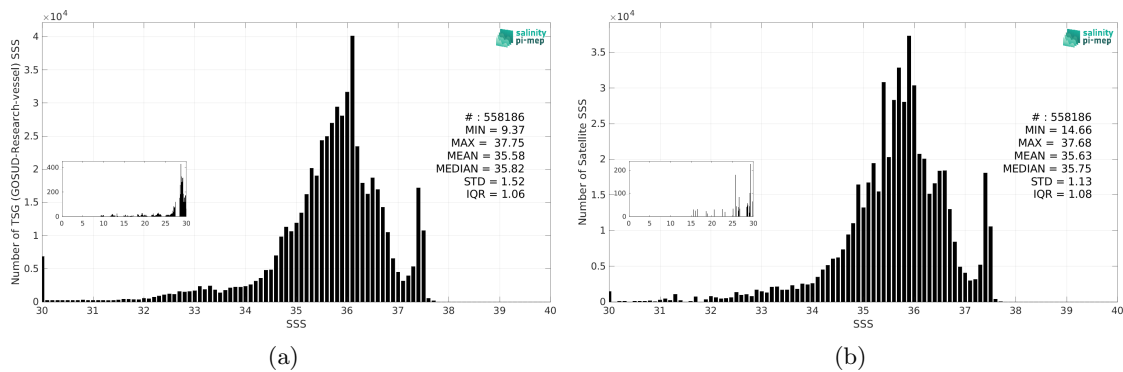 ×10⁴
4
3.5
3
2.5
2
1.5
1
0.5
0
Number of TSG (GOSUD-Research-vessel) SSS
salinity
pi-mep
# : 558186
MIN = 9.37
MAX = 37.75
MEAN = 35.58
MEDIAN = 35.82
STD = 1.52
IQR = 1.06
400
200
0
0 5 10 15 20 25 30
30 31 32 33 34 35 36 37 38 39 40
SSS
(a)
×10⁴
3.5
3
2.5
2
1.5
1
0.5
0
Number of Satellite SSS
salinity
pi-mep
# : 558186
MIN = 14.66
MAX = 37.68
MEAN = 35.63
MEDIAN = 35.75
STD = 1.13
IQR = 1.08
200
100
0
0 5 10 15 20 25 30
30 31 32 33 34 35 36 37 38 39 40
SSS
(b)